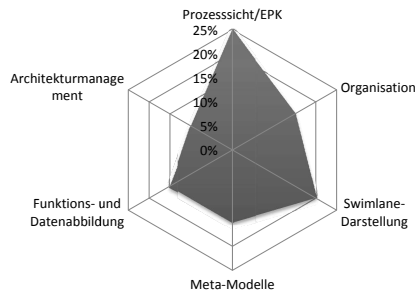 Prozesssicht/EPK
25%
20%
15%
10%
5%
0%
Organisation
Swimlane-
Darstellung
Meta-Modelle
Funktions- und
Datenabbildung
Architekturmanage
ment